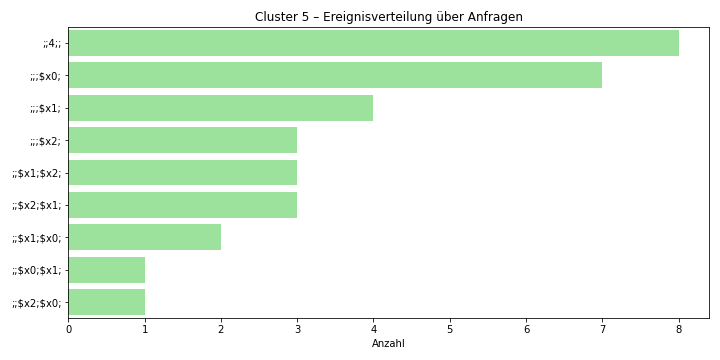 Cluster 5 – Ereignisverteilung über Anfragen
;;4;;
;;;$x0;
;;;$x1;
;;;$x2;
;;$x1;$x2;
;;$x2;$x1;
;;$x1;$x0;
;;$x0;$x1;
;;$x2;$x0;
0 1 2 3 4 5 6 7 8
Anzahl